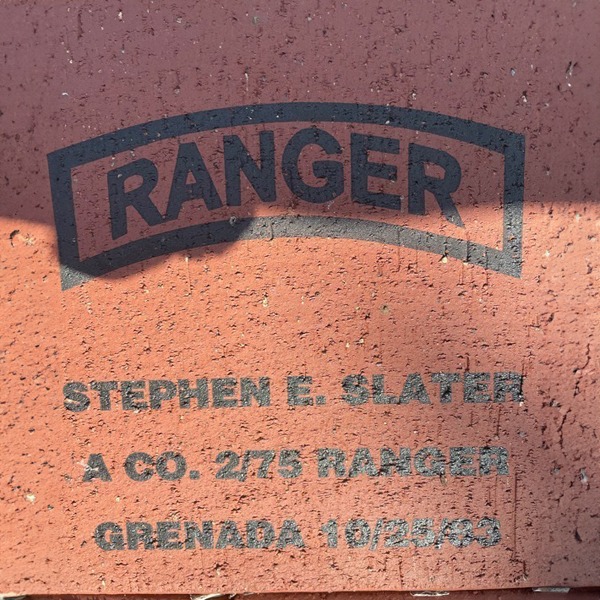 RANGER
STEPHEN E. SLATER
A CO. 2/75 RANGER
GRENADA 10/25/83